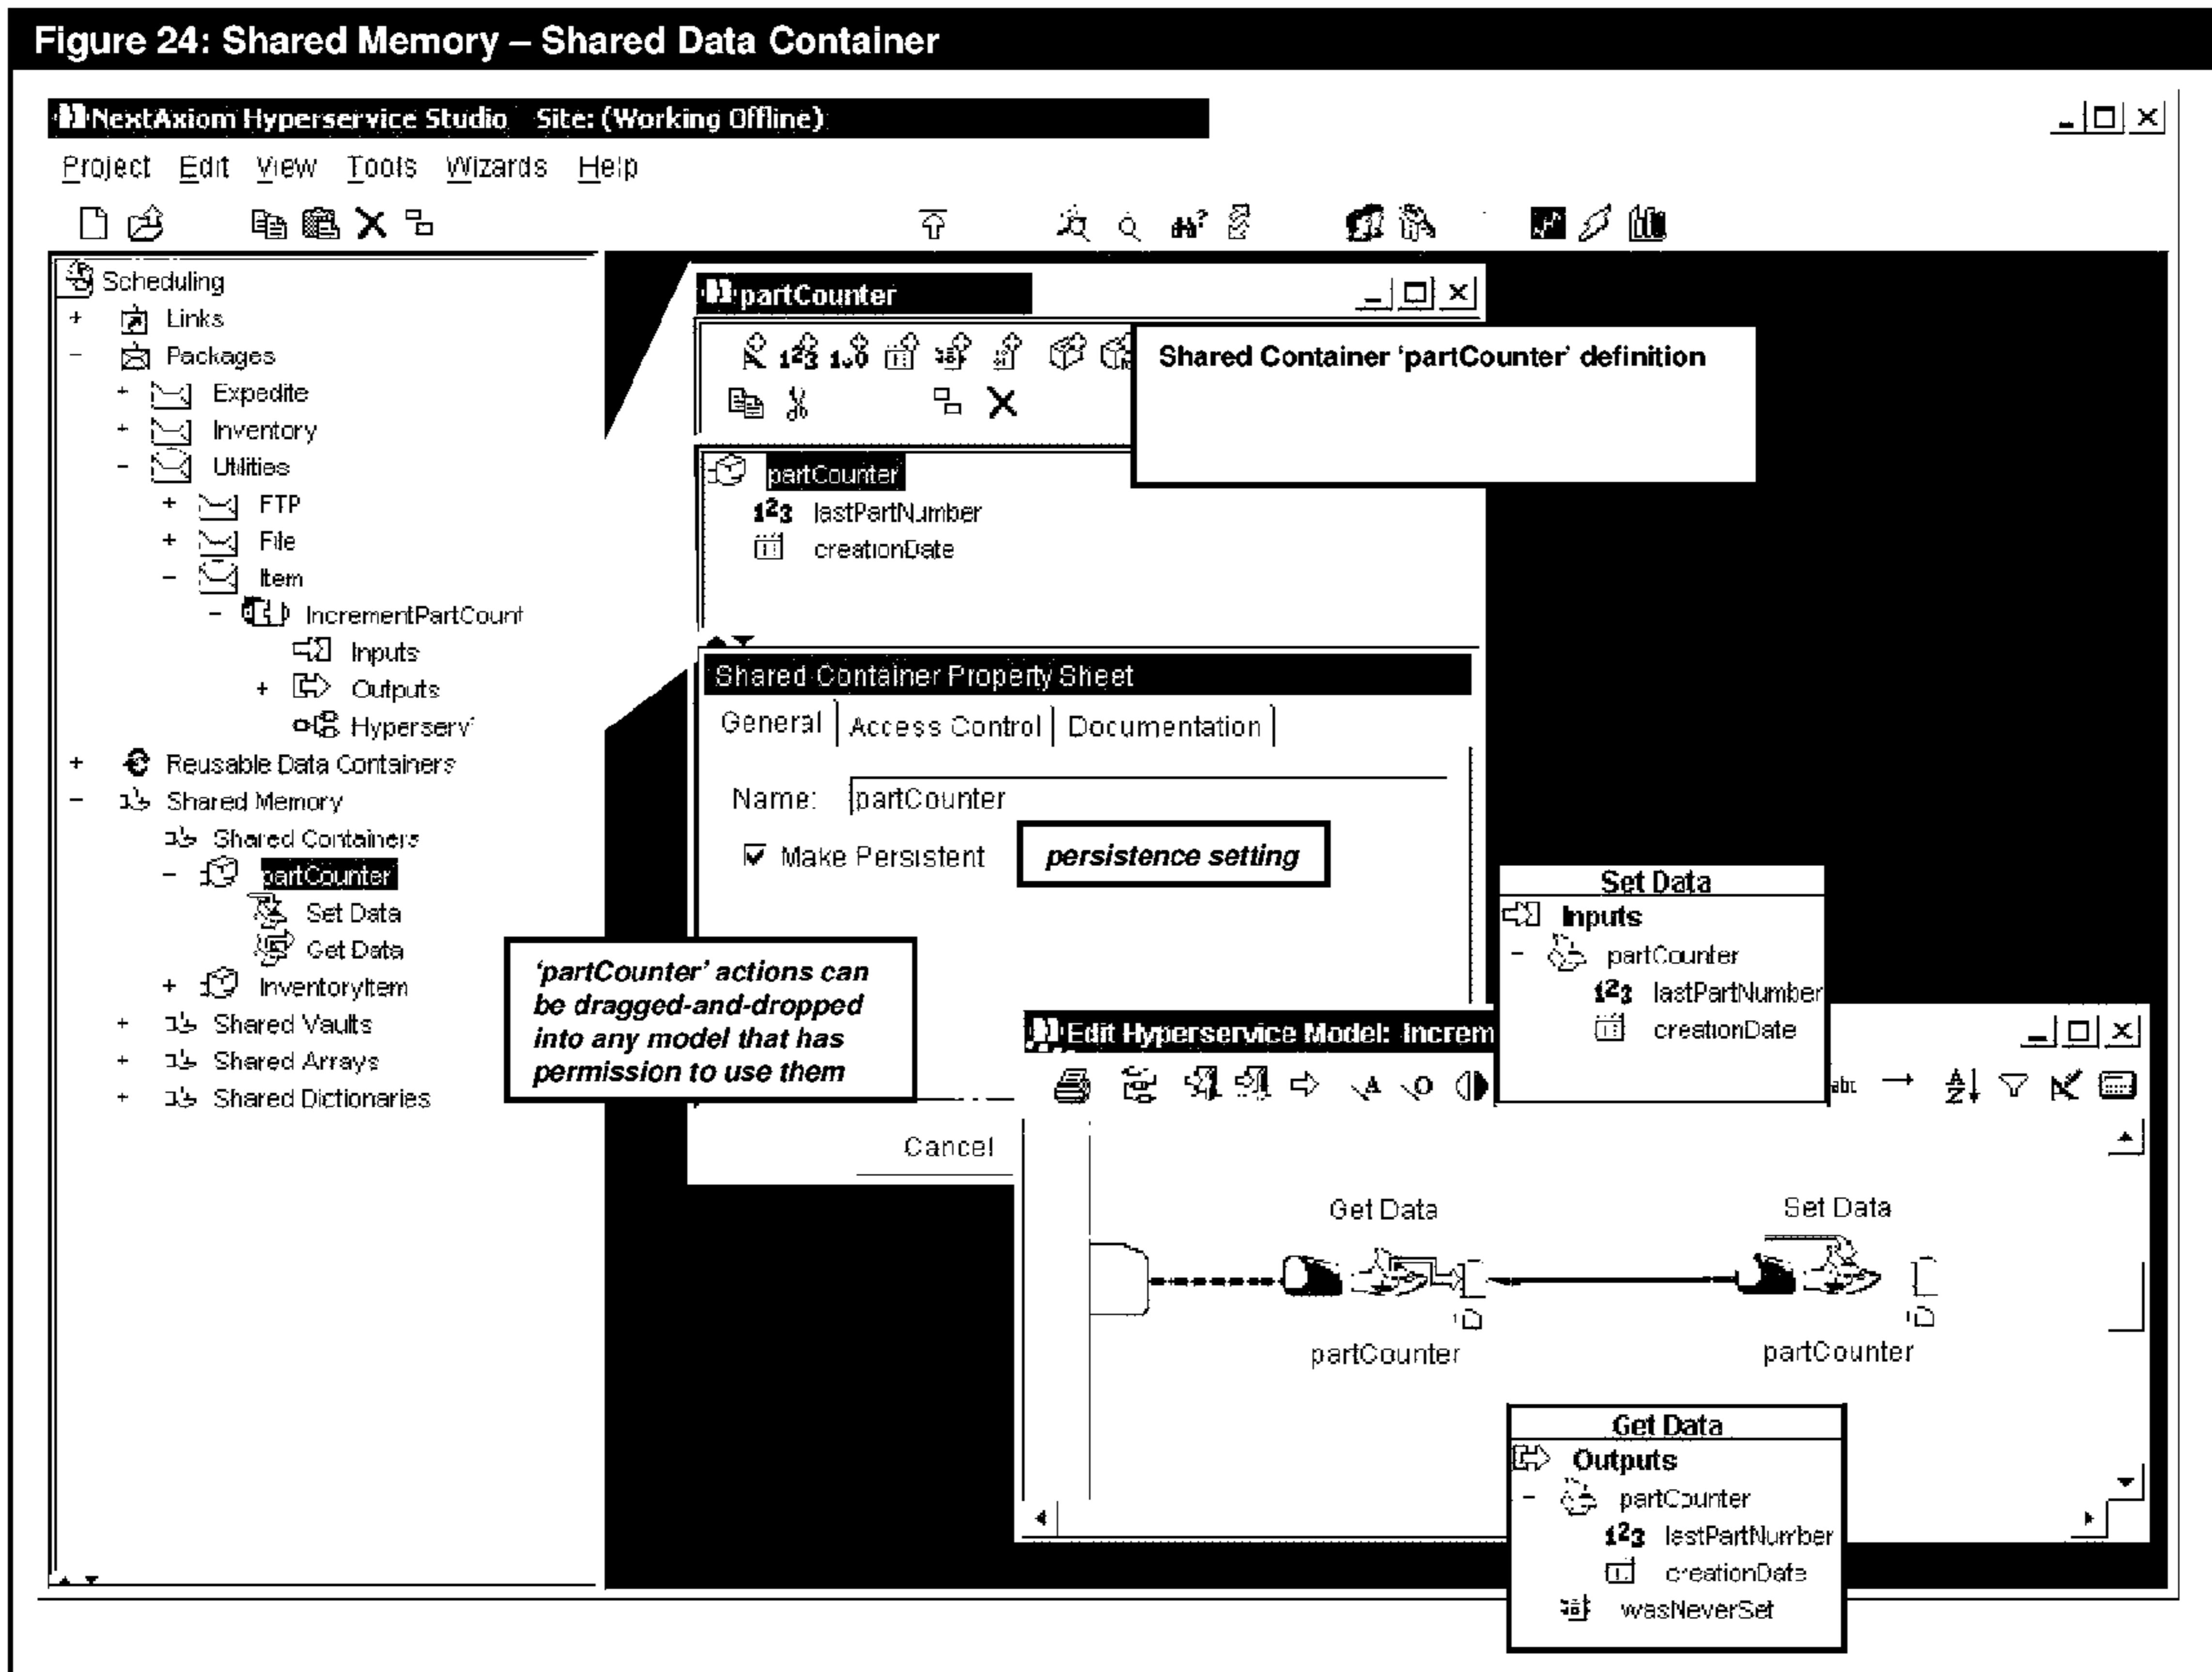 Figure 24: Shared Memory – Shared Data Container
NextAxiom Hyperservice Studio Site: (Working Offline)
Project Edit View Tools Wizards Help
Scheduling
+ Links
- Packages
+ Expedite
+ Inventory
- Utilities
+ FTP
+ File
- Item
- IncrementPartCount
Inputs
+ Outputs
Hyperserv
+ Reusable Data Containers
- Shared Memory
Shared Containers
- partCounter
Set Data
Get Data
+ InventoryItem
+ Shared Vaults
+ Shared Arrays
+ Shared Dictionaries
partCounter
Shared Container 'partCounter' definition
partCounter
123 lastPartNumber
creationDate
Shared Container Property Sheet
General Access Control Documentation
Name: partCounter
Make Persistent
persistence setting
'partCounter' actions can
be dragged-and-dropped
into any model that has
permission to use them
Cancel
Set Data
Inputs
- partCounter
123 lastPartNumber
creationDate
Edit Hyperservice Model: Increm
Get Data
Set Data
partCounter
partCounter
Get Data
Outputs
- partCounter
123 lastPartNumber
creationDate
wasNeverSet